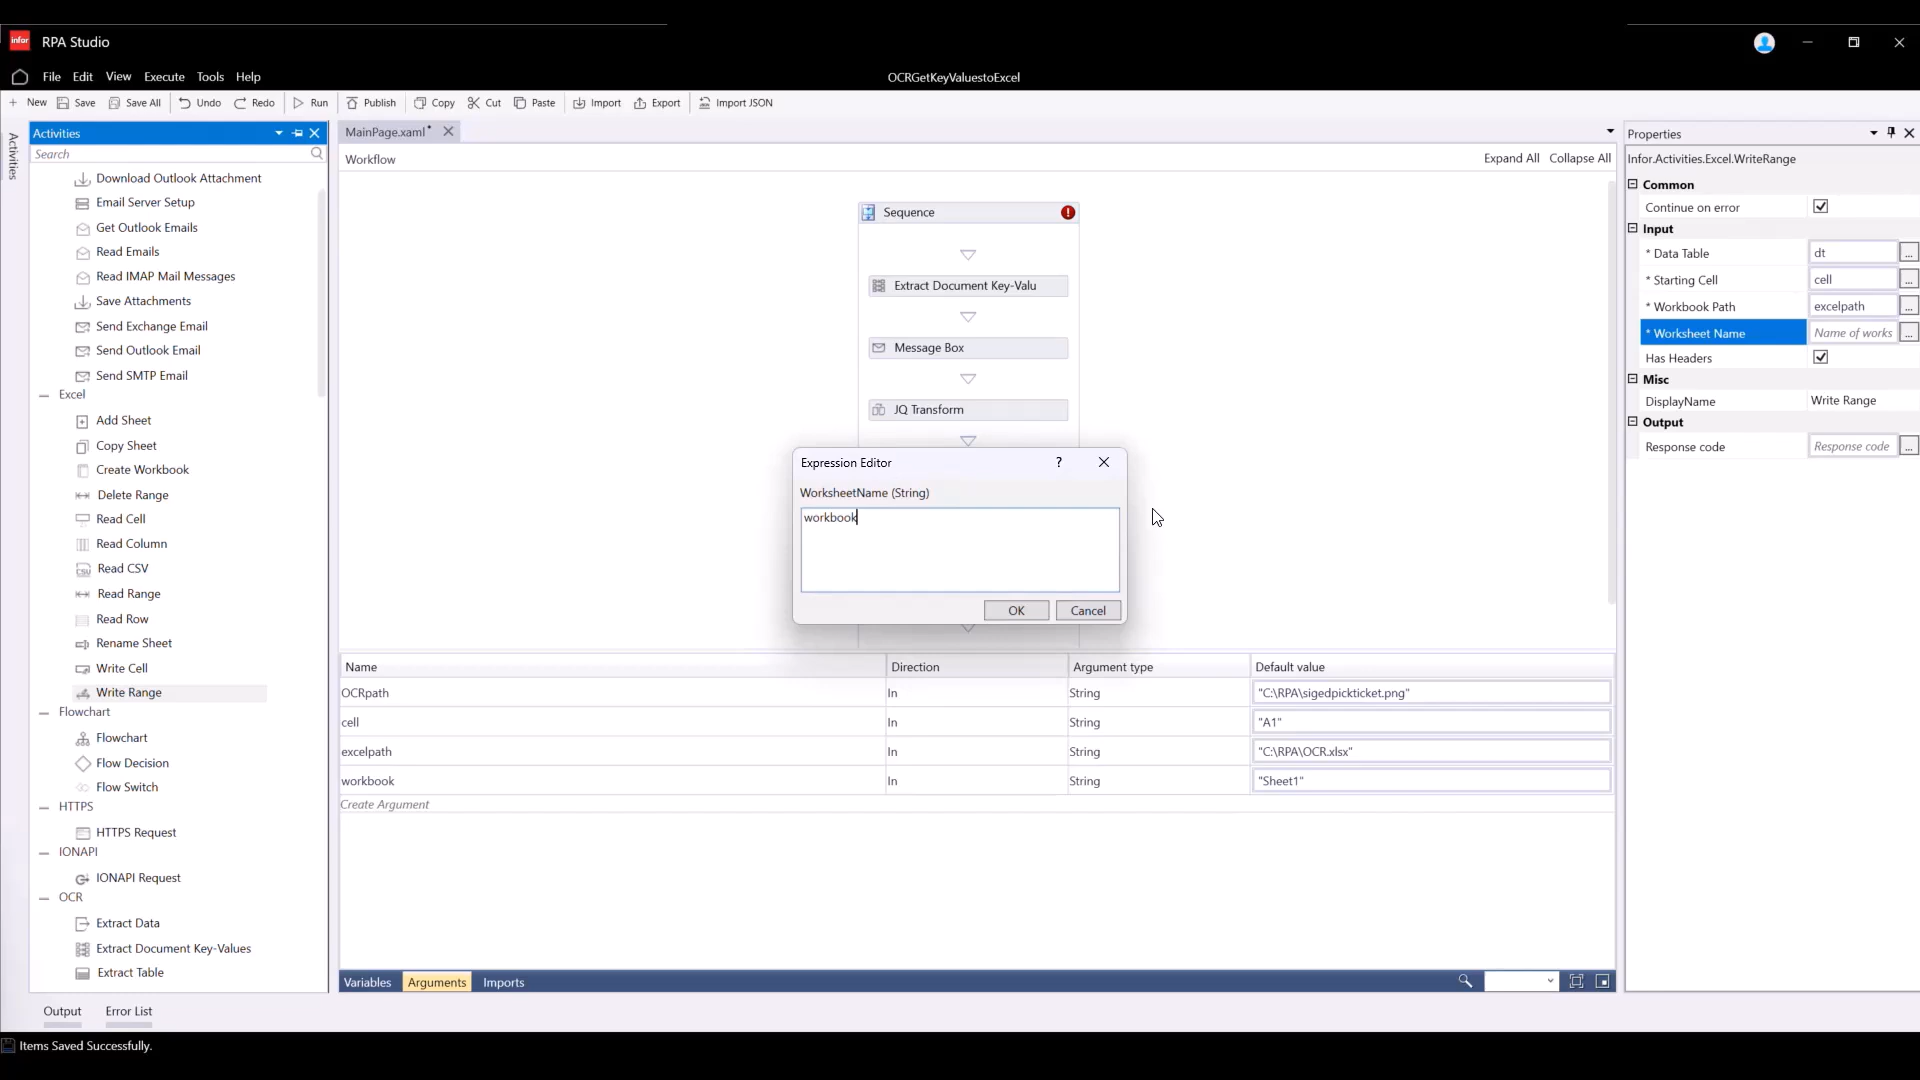 infor RPA Studio
File Edit View Execute Tools Help
OCRGetKeyValuestoExcel
New Save Save All Undo Redo Run Publish Copy Cut Paste Import Export Import JSON
Activities
Activities
Search
Download Outlook Attachment
Email Server Setup
Get Outlook Emails
Read Emails
Read IMAP Mail Messages
Save Attachments
Send Exchange Email
Send Outlook Email
Send SMTP Email
Excel
Add Sheet
Copy Sheet
Create Workbook
Delete Range
Read Cell
Read Column
Read CSV
Read Range
Read Row
Rename Sheet
Write Cell
Write Range
Flowchart
Flowchart
Flow Decision
Flow Switch
HTTPS
HTTPS Request
IONAPI
IONAPI Request
OCR
Extract Data
Extract Document Key-Values
Extract Table
MainPage.xaml*
Workflow
Expand All Collapse All
Sequence
Extract Document Key-Valu
Message Box
JQ Transform
Expression Editor ?
WorksheetName (String)
workbook
OK Cancel
Name Direction Argument type Default value
OCRpath In String "C:\RPA\sigedpickticket.png"
cell In String "A1"
excelpath In String "C:\RPA\OCR.xlsx"
workbook In String "Sheet1"
Create Argument
Variables Arguments Imports
Properties
Infor.Activities.Excel.WriteRange
Common
Continue on error
Input
* Data Table dt ...
* Starting Cell cell ...
* Workbook Path excelpath ...
* Worksheet Name Name of works ...
Has Headers
Misc
DisplayName Write Range
Output
Response code Response code ...
Output Error List
Items Saved Successfully.